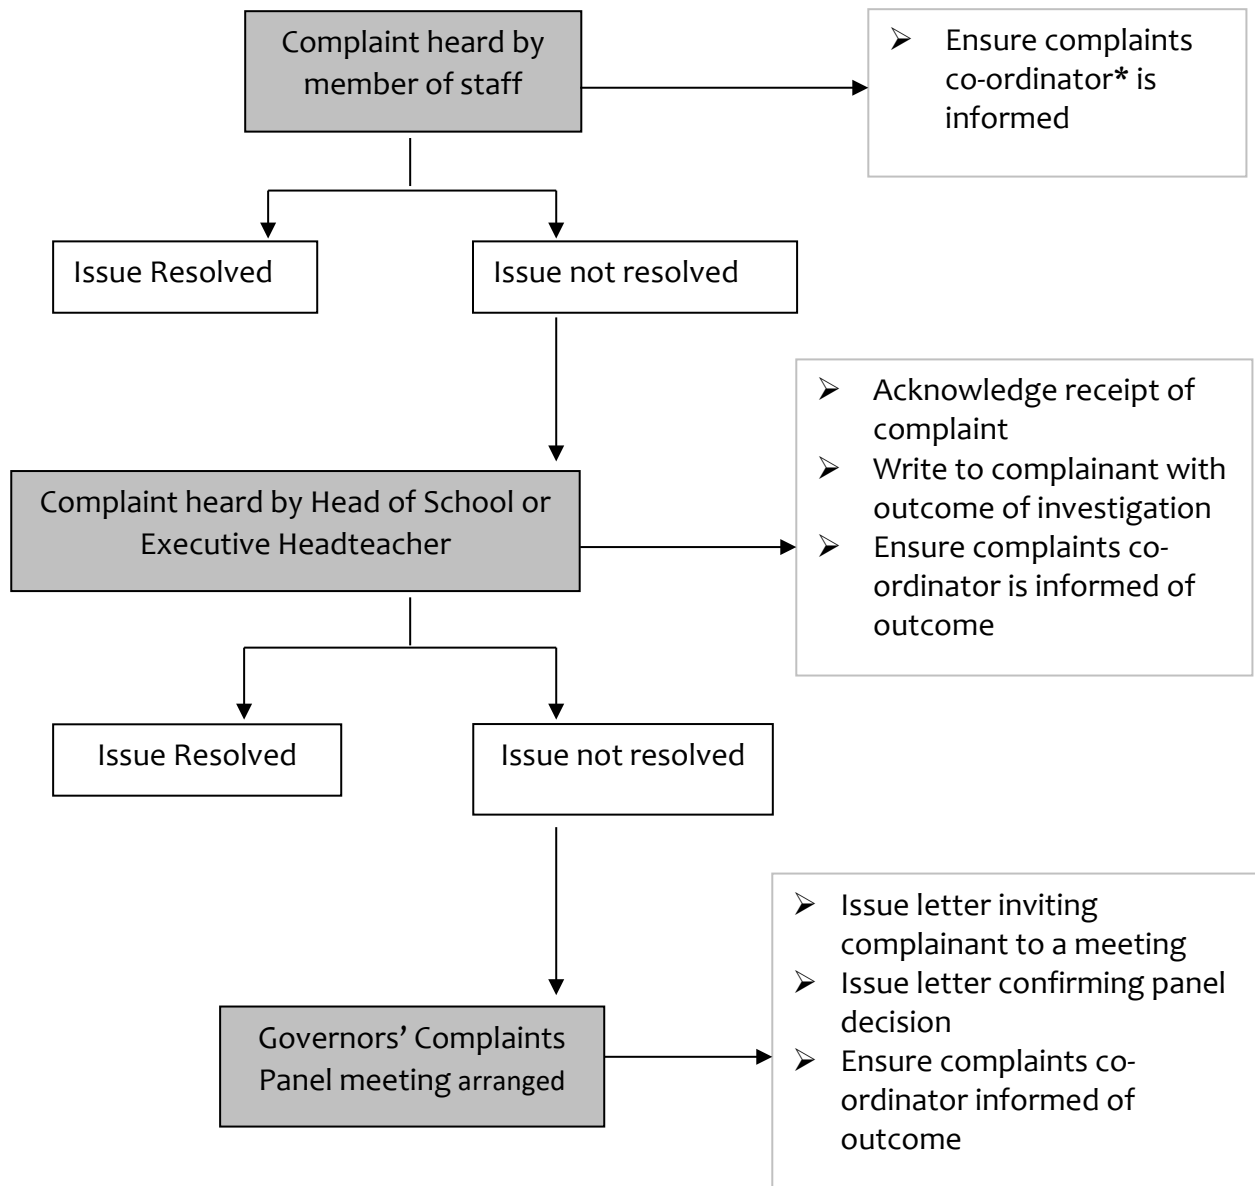 Complaint heard by
member of staff
➢ Ensure complaints
co-ordinator* is
informed
Issue Resolved
Issue not resolved
➢ Acknowledge receipt of
complaint
➢ Write to complainant with
outcome of investigation
➢ Ensure complaints co-
ordinator is informed of
outcome
Complaint heard by Head of School or
Executive Headteacher
Issue Resolved
Issue not resolved
➢ Issue letter inviting
complainant to a meeting
➢ Issue letter confirming panel
decision
➢ Ensure complaints co-
ordinator informed of
outcome
Governors’ Complaints
Panel meeting arranged